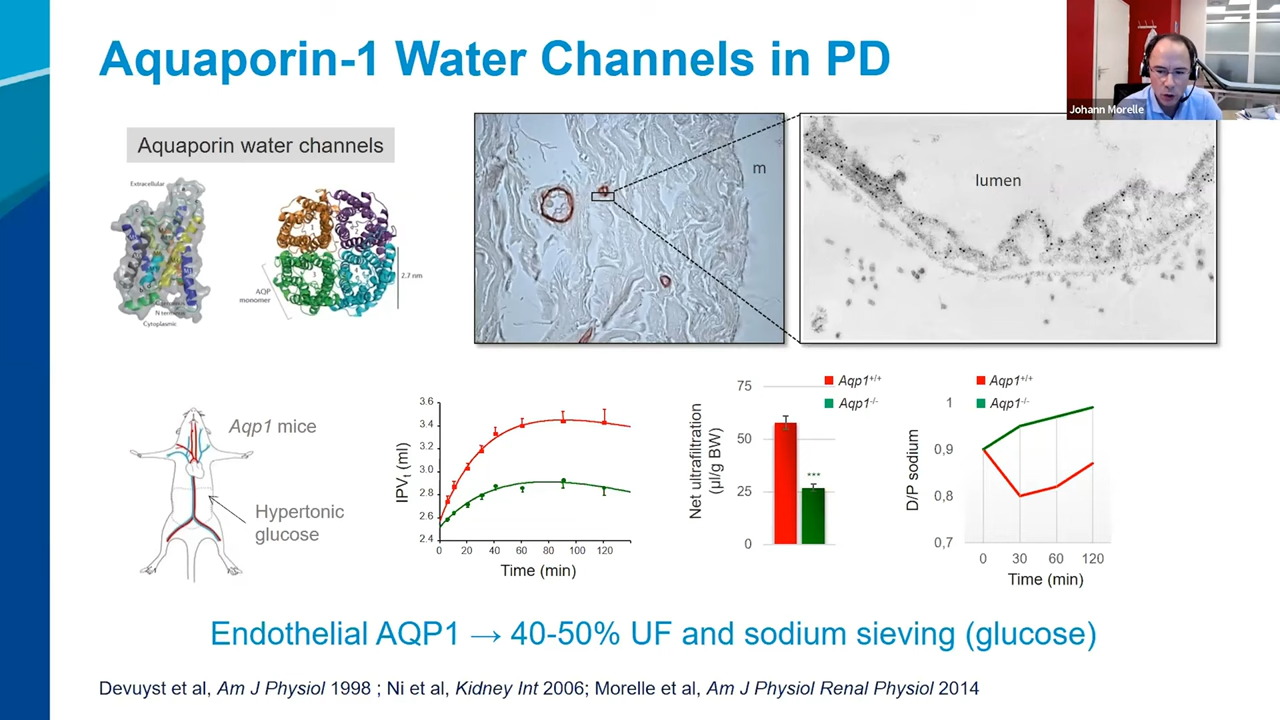 Aquaporin-1 Water Channels in PD
Johann Morelle
Aquaporin water channels
Extracellular
N terminus
Cytoplasmic
AQP
monomer
2.7 nm
m
lumen
Aqp1 mice
Hypertonic
glucose
IPVt (ml)
3.6
3.4
3.2
3.0
2.8
2.6
2.4
0 20 40 60 80 100 120
Time (min)
Net ultrafiltration
(µl/g BW)
75
50
25
0
Aqp1+/+
Aqp1-/-
***
D/P sodium
Aqp1+/+
Aqp1-/-
1
0,9
0,8
0,7
0 30 60 120
Time (min)
Endothelial AQP1 → 40-50% UF and sodium sieving (glucose)
Devuyst et al, Am J Physiol 1998 ; Ni et al, Kidney Int 2006; Morelle et al, Am J Physiol Renal Physiol 2014